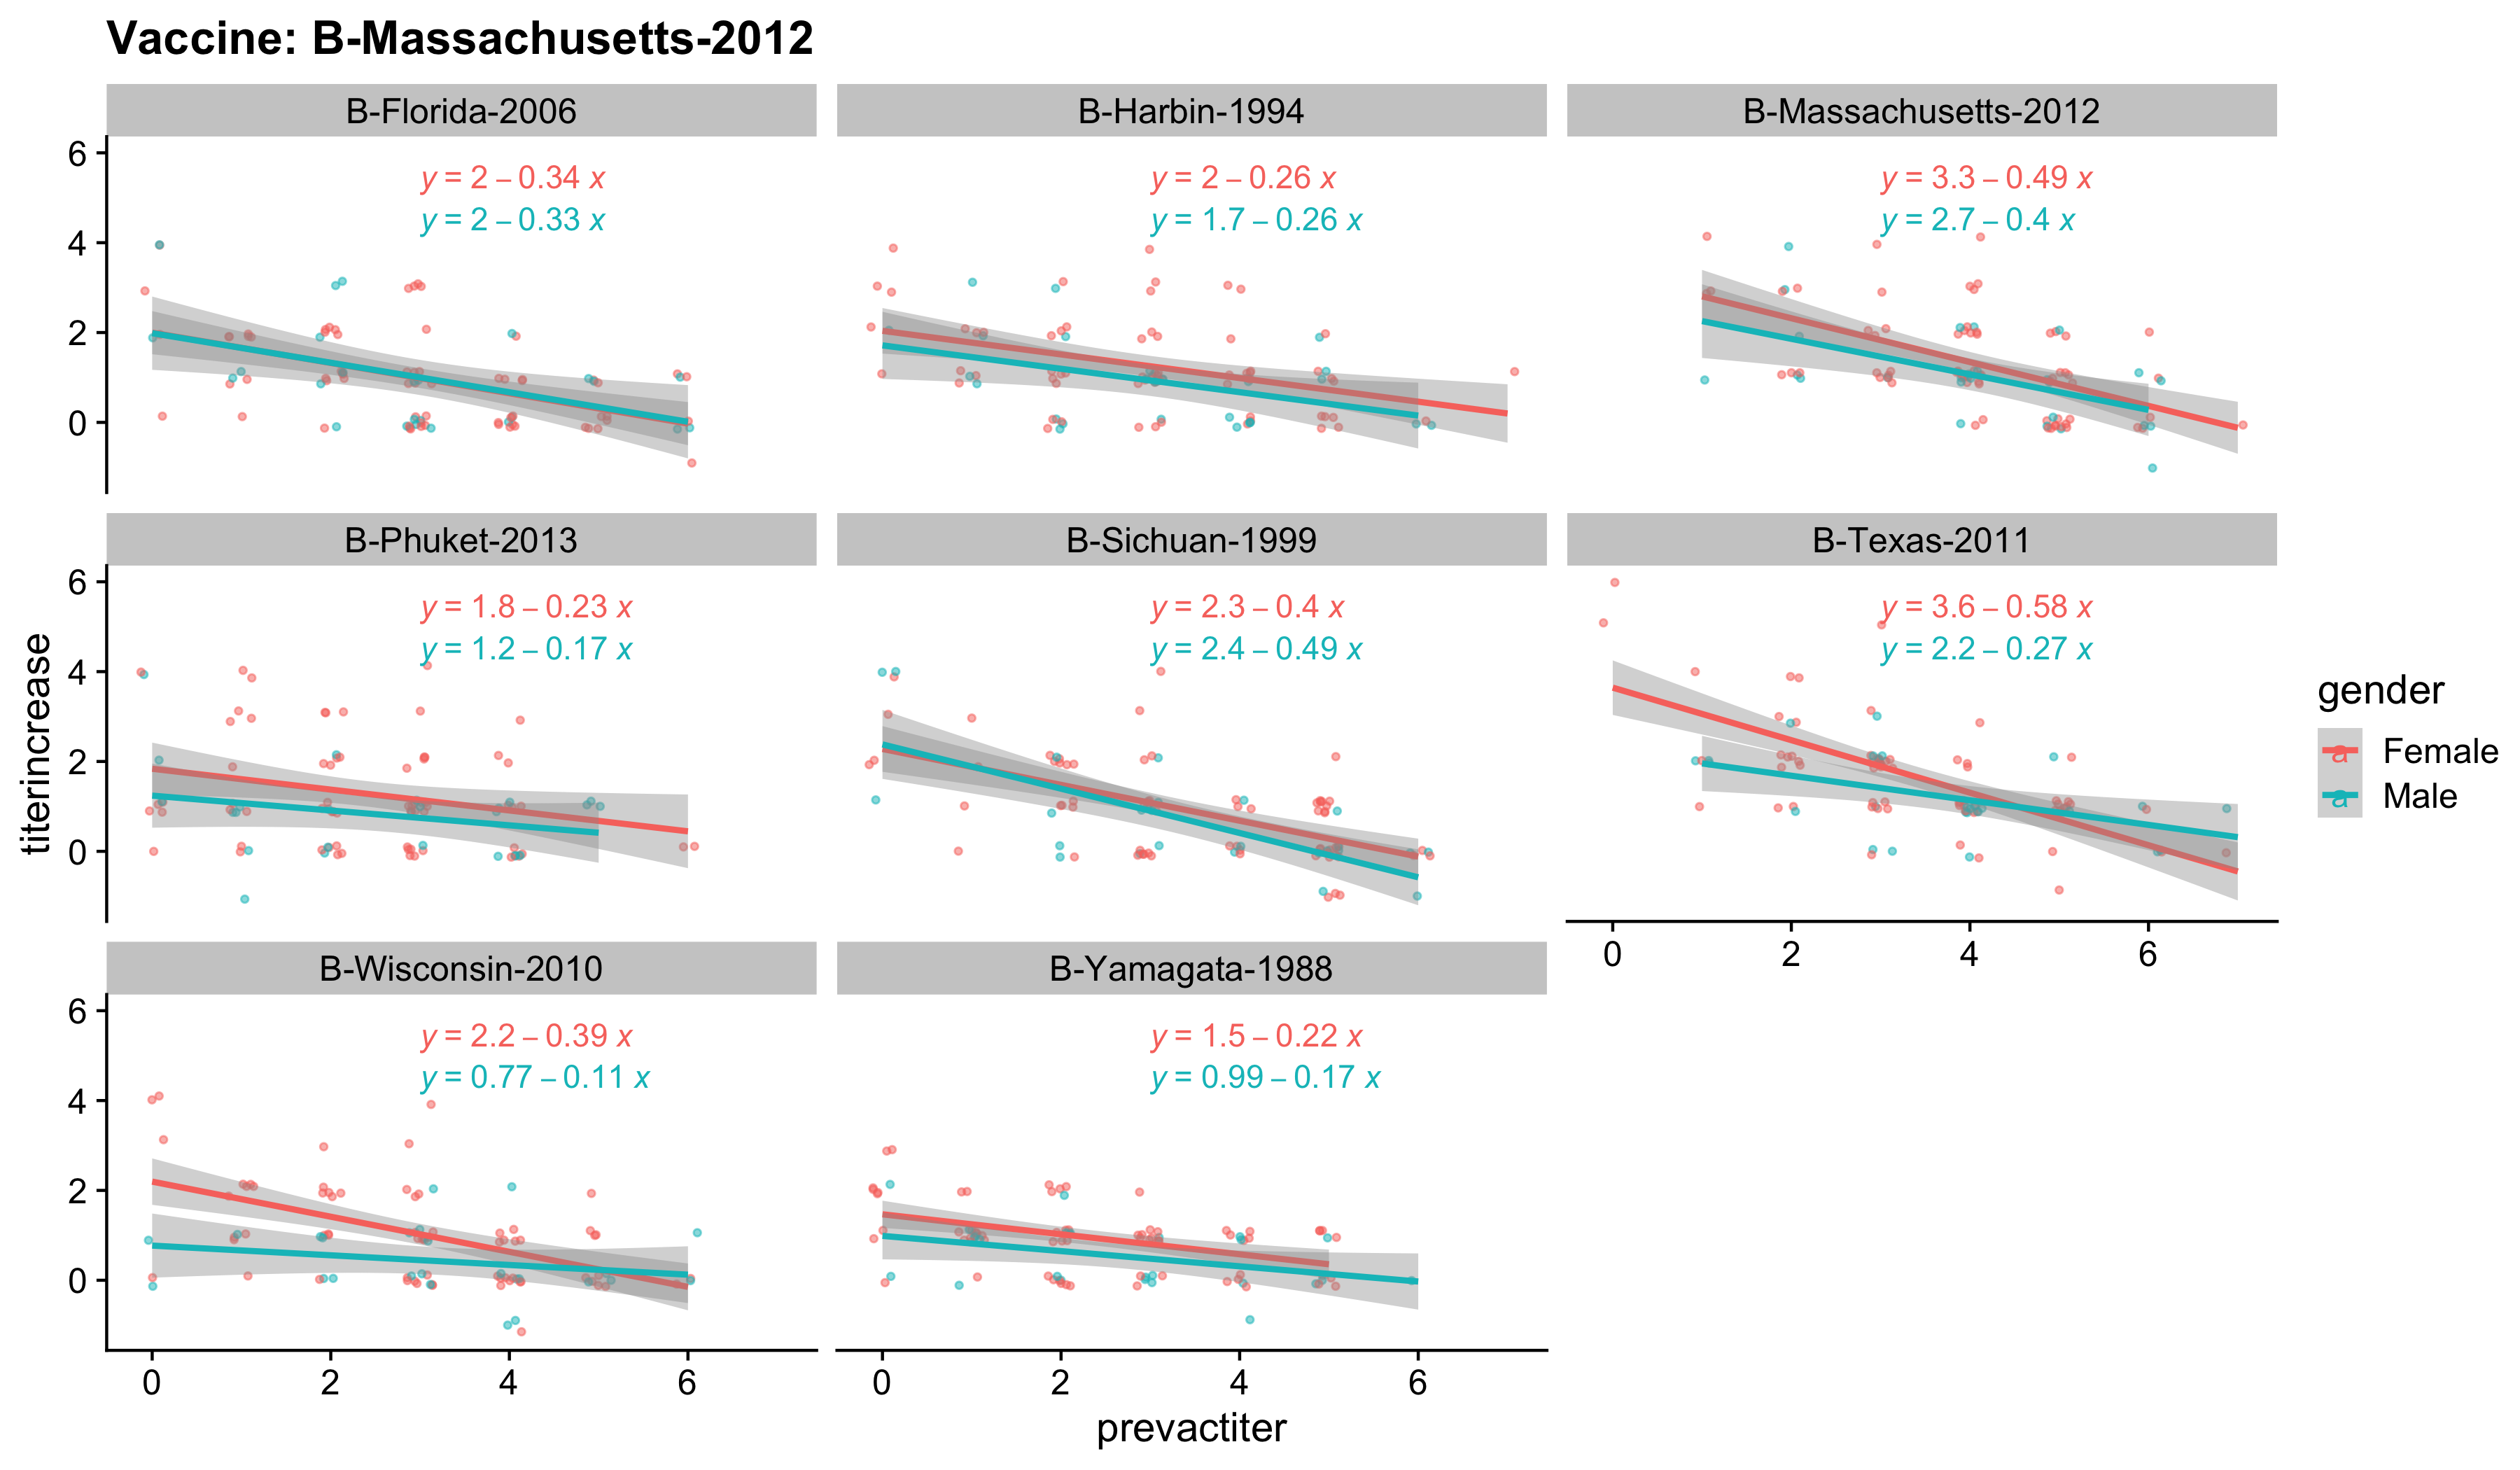 Vaccine: B-Massachusetts-2012
B-Florida-2006
B-Harbin-1994
B-Massachusetts-2012
6
4
2
0
y = 2 – 0.34 x
y = 2 – 0.33 x
y = 2 – 0.26 x
y = 1.7 – 0.26 x
y = 3.3 – 0.49 x
y = 2.7 – 0.4 x
B-Phuket-2013
B-Sichuan-1999
B-Texas-2011
6
4
2
0
y = 1.8 – 0.23 x
y = 1.2 – 0.17 x
y = 2.3 – 0.4 x
y = 2.4 – 0.49 x
y = 3.6 – 0.58 x
y = 2.2 – 0.27 x
0 2 4 6
titerincrease
gender
a Female
a Male
B-Wisconsin-2010
B-Yamagata-1988
6
4
2
0
y = 2.2 – 0.39 x
y = 0.77 – 0.11 x
y = 1.5 – 0.22 x
y = 0.99 – 0.17 x
0 2 4 6
0 2 4 6
prevactiter